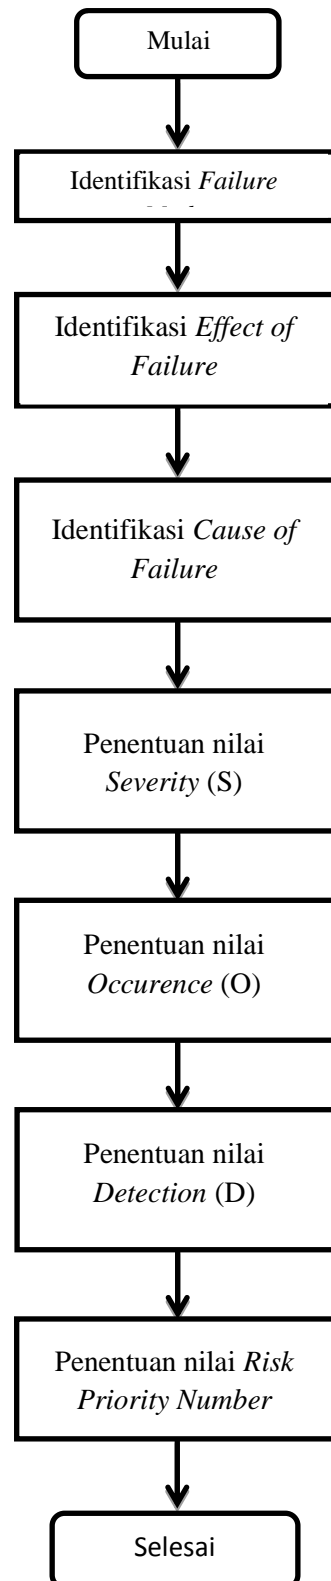 Mulai
Identifikasi Failure
Identifikasi Effect of
Failure
Identifikasi Cause of
Failure
Penentuan nilai
Severity (S)
Penentuan nilai
Occurence (O)
Penentuan nilai
Detection (D)
Penentuan nilai Risk
Priority Number
Selesai